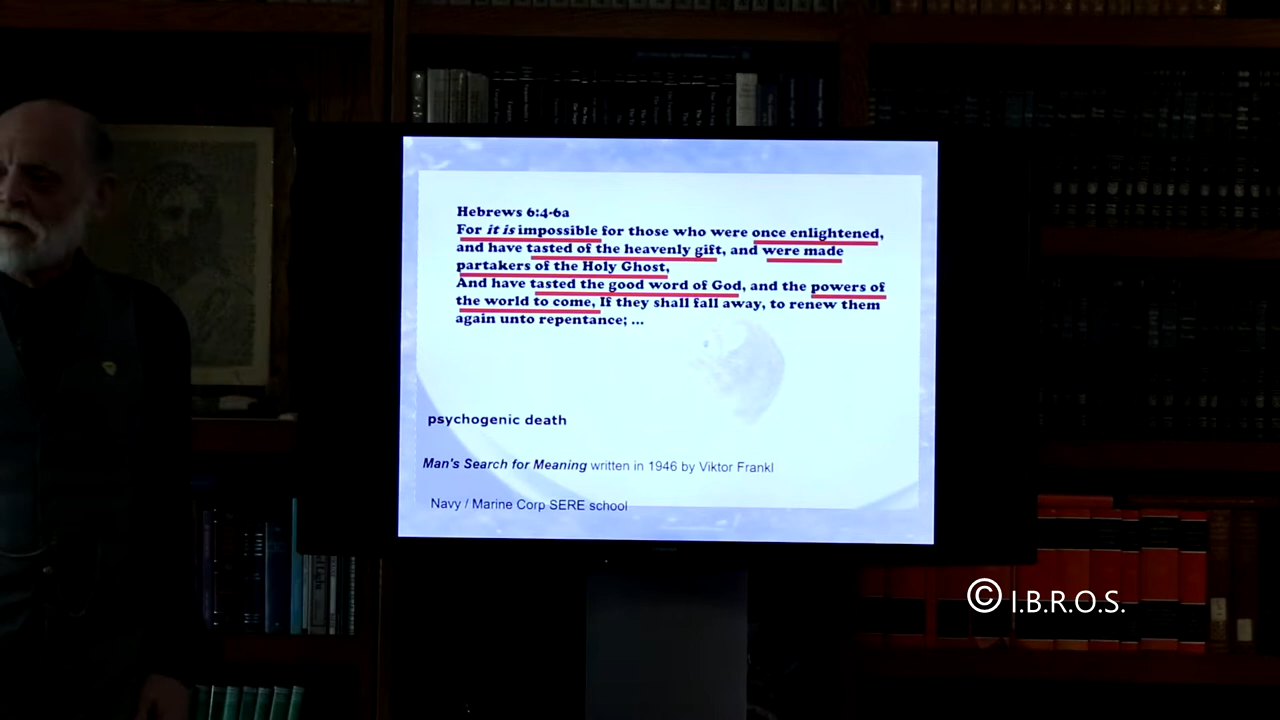 Hebrews 6:4-6a
For it is impossible for those who were once enlightened,
and have tasted of the heavenly gift, and were made
partakers of the Holy Ghost,
And have tasted the good word of God, and the powers of
the world to come, If they shall fall away, to renew them
again unto repentance; ...
psychogenic death
Man's Search for Meaning written in 1946 by Viktor Frankl
Navy / Marine Corp SERE school
© I.B.R.O.S.